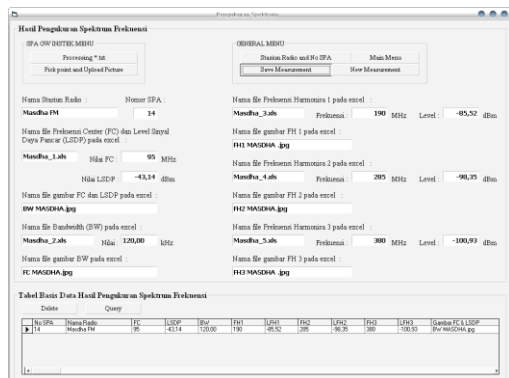 Pengukuran Spektrum
Hasil Pengukuran Spektrum Frekuensi
SPA GW INSTEK MENU
Processing *.txt
Pick point and Upload Picture
GENERAL MENU
Stasiun Radio and No SPA
Main Menu
Save Measurement
New Measurement
Nama Stasiun Radio :
Nomer SPA :
Masdha FM
14
Nama file Frekuensi Center (FC) dan Level Sinyal
Daya Pancar (LSDP) pada excel :
Masdha_1.xls
Nilai FC :
95
MHz
Nilai LSDP :
-43,14
dBm
Nama file gambar FC dan LSDP pada excel :
BW MASDHA.jpg
Nama file Bandwidth (BW) pada excel :
Masdha_2.xls
Nilai :
120,00
kHz
Nama file gambar BW pada excel :
FC MASDHA.jpg
Nama file Frekuensi Harmonisa 1 pada excel :
Masdha_3.xls
Frekuensi :
190
MHz
Level :
-85,52
dBm
Nama file gambar FH 1 pada excel :
FH1 MASDHA .jpg
Nama file Frekuensi Harmonisa 2 pada excel :
Masdha_4.xls
Frekuensi :
285
MHz
Level :
-98,35
dBm
Nama file gambar FH 2 pada excel :
FH2 MASDHA.jpg
Nama file Frekuensi Harmonisa 3 pada excel :
Masdha_5.xls
Frekuensi :
380
MHz
Level :
-100,93
dBm
Nama file gambar FH 3 pada excel :
FH3 MASDHA .jpg
Tabel Basis Data Hasil Pengukuran Spektrum Frekuensi
Delete
Query
No SPA Nama Radio FC LSDP BW FH1 LFH1 FH2 LFH2 FH3 LFH3 Gambar FC & LSDP
14 Masdha FM 95 -43,14 120,00 190 -85,52 285 -98,35 380 -100,93 BW MASDHA.jpg